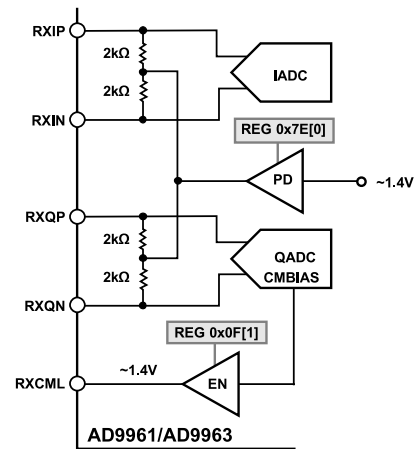 RXIP
2kΩ
2kΩ
IADC
RXIN
REG 0x7E[0]
PD
~1.4V
RXQP
2kΩ
2kΩ
QADC
CMBIAS
RXQN
REG 0x0F[1]
RXCML
~1.4V
EN
AD9961/AD9963